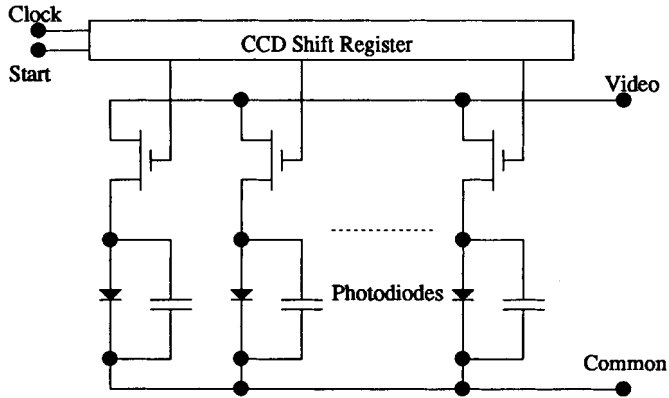 Clock
CCD Shift Register
Start
Video
Photodiodes
Common